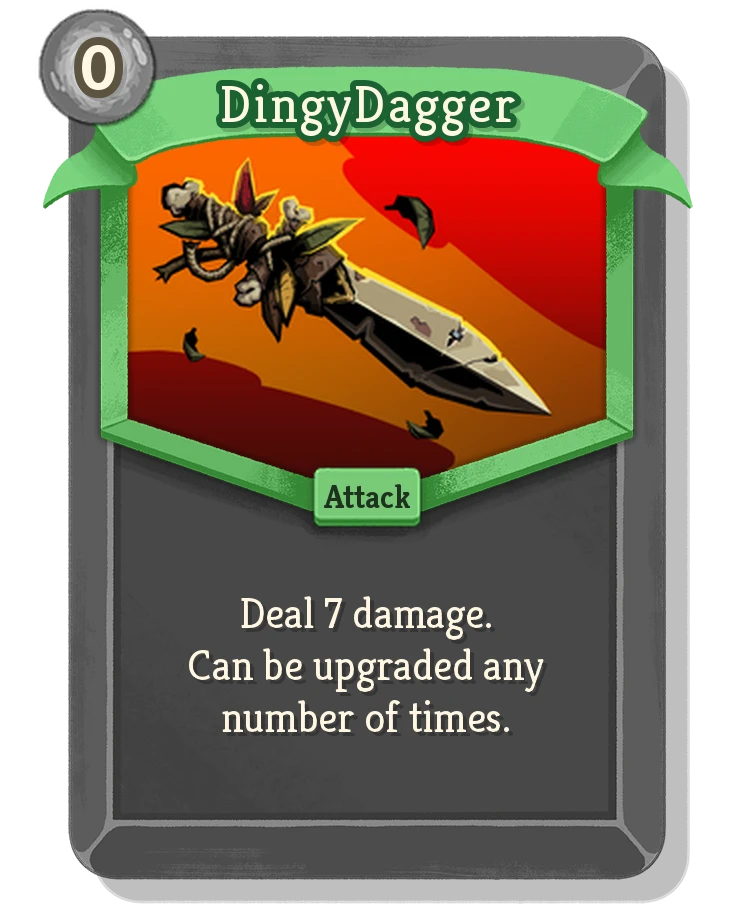 0
DingyDagger
Attack
Deal 7 damage.
Can be upgraded any
number of times.